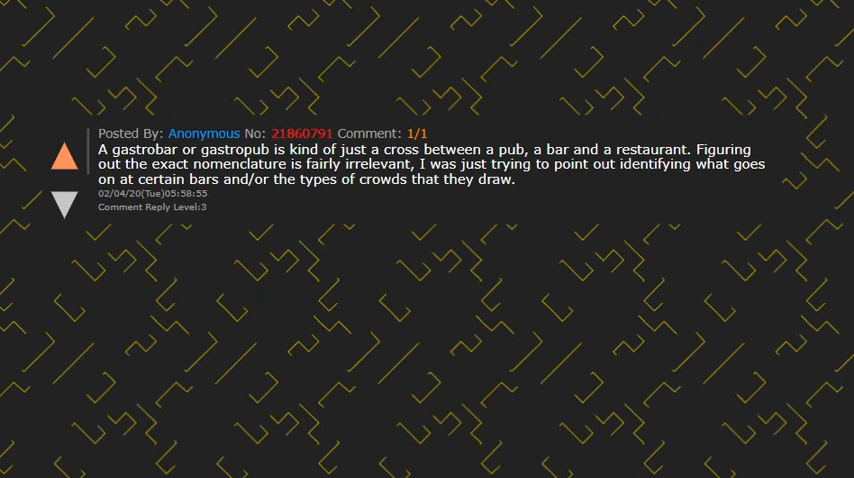 Posted By: Anonymous No: 21860791 Comment: 1/1
A gastrobar or gastropub is kind of just a cross between a pub, a bar and a restaurant. Figuring
out the exact nomenclature is fairly irrelevant, I was just trying to point out identifying what goes
on at certain bars and/or the types of crowds that they draw.
02/04/20(Tue)05:58:55
Comment Reply Level:3